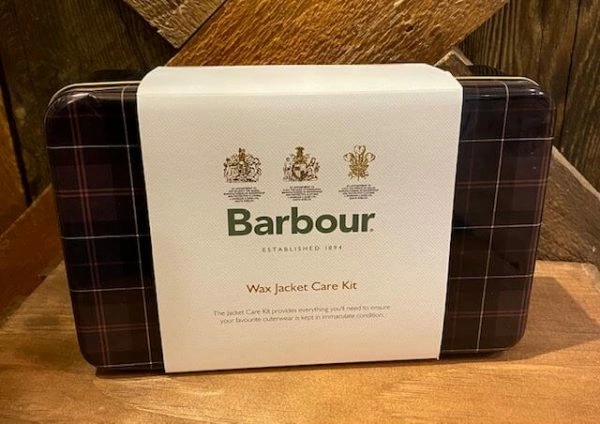 Barbour
ESTABLISHED 1894
Wax Jacket Care Kit
The Jacket Care Kit provides everything you'll need to ensure
your favourite outerwear is kept in immaculate condition.